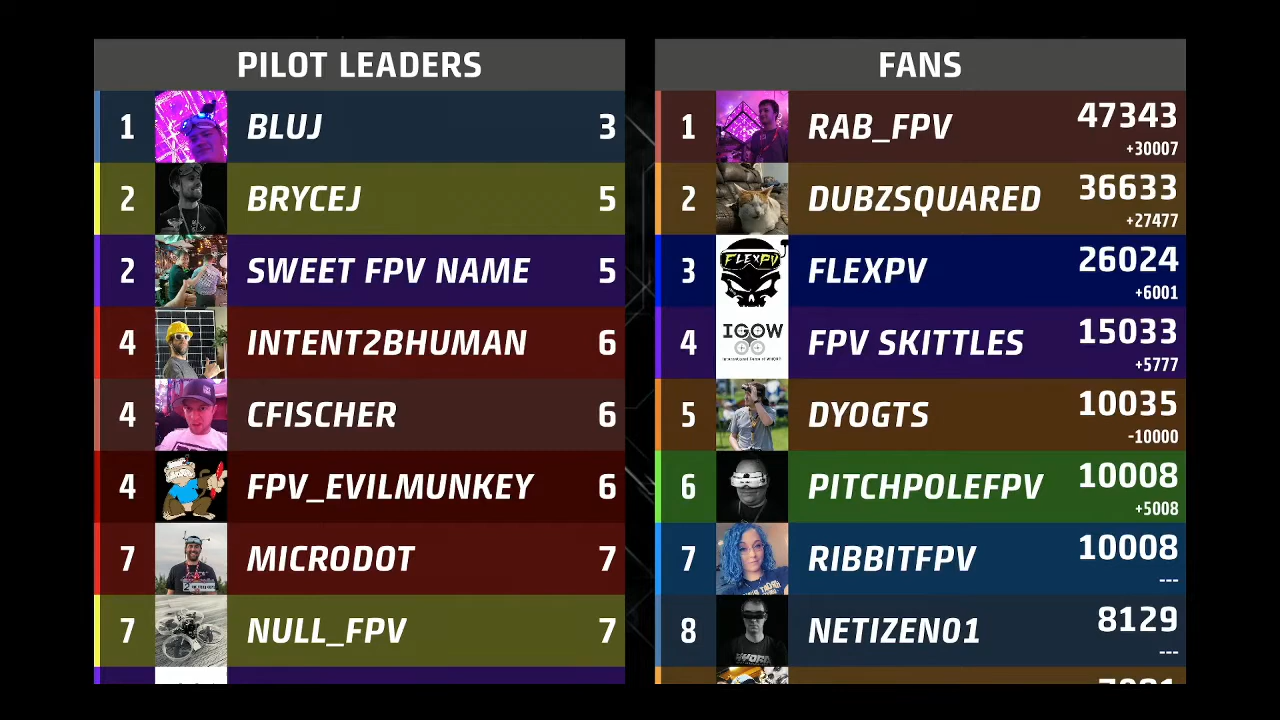 PILOT LEADERS
1 BLUJ 3
2 BRYCEJ 5
2 SWEET FPV NAME 5
4 INTENT2BHUMAN 6
4 CFISCHER 6
4 FPV_EVILMUNKEY 6
7 MICRODOT 7
7 NULL_FPV 7
FANS
1 RAB_FPV 47343
+30007
2 DUBZSQUARED 36633
+27477
FLEXPV
3 FLEXPV 26024
+6001
IGOW
4 FPV SKITTLES 15033
+5777
5 DYOGTS 10035
-10000
6 PITCHPOLEFPV 10008
+5008
7 RIBBITFPV 10008
---
8 NETIZEN01 8129
---